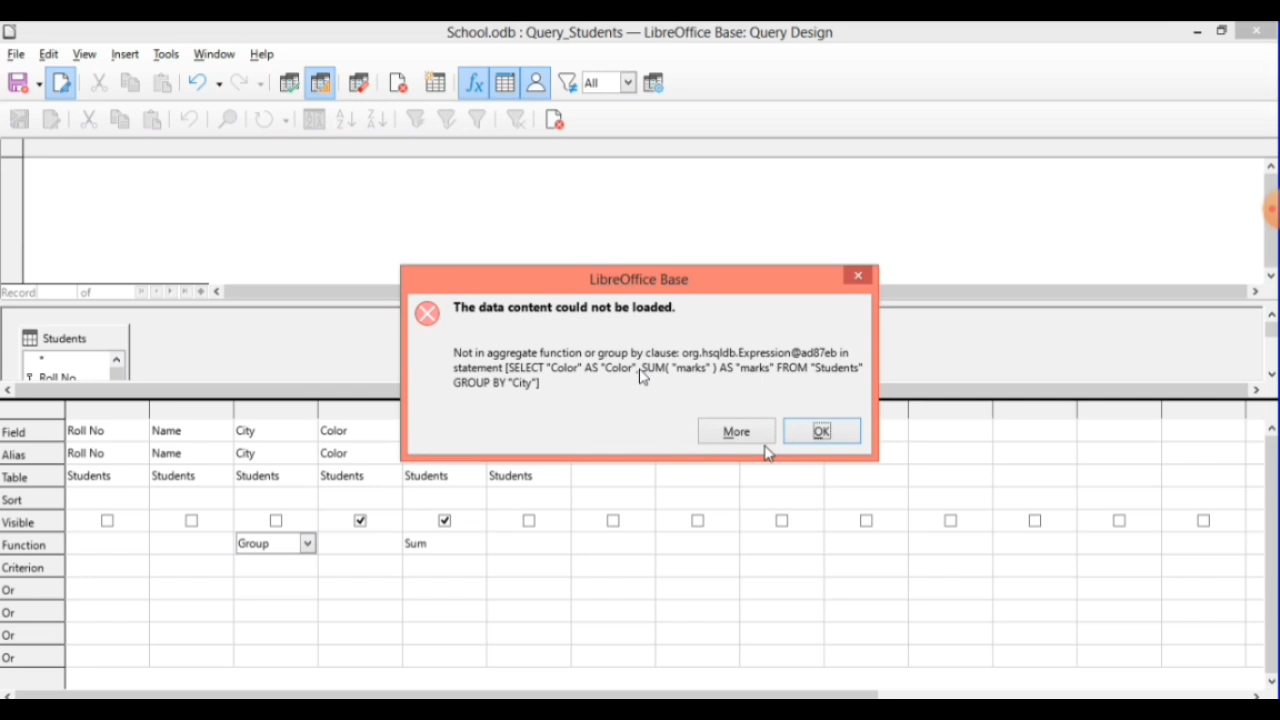 School.odb : Query_Students — LibreOffice Base: Query Design
File Edit View Insert Tools Window Help
All
Record of
LibreOffice Base
The data content could not be loaded.
Not in aggregate function or group by clause: org.hsqldb.Expression@ad87eb in
statement [SELECT "Color" AS "Color", SUM( "marks" ) AS "marks" FROM "Students"
GROUP BY "City"]
More OK
Students
*
Roll No
Field Roll No Name City Color
Alias Roll No Name City Color
Table Students Students Students Students Students Students
Sort
Visible
Function Group Sum
Criterion
Or
Or
Or
Or